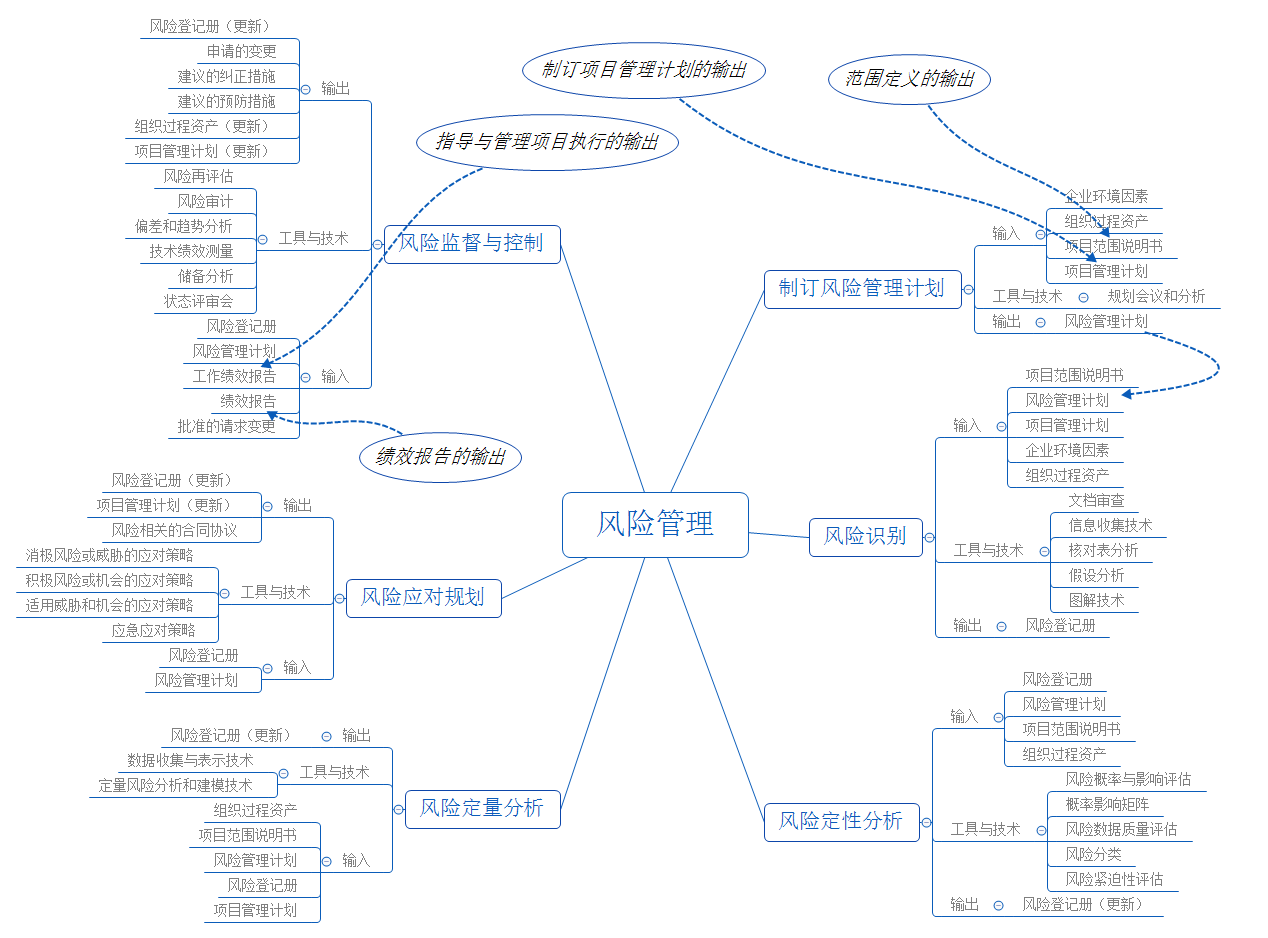 风险管理
制订项目管理计划的输出
范围定义的输出
指导与管理项目执行的输出
绩效报告的输出
制订风险管理计划
输入
企业环境因素
组织过程资产
项目范围说明书
项目管理计划
工具与技术
规划会议和分析
输出
风险管理计划
风险识别
输入
项目范围说明书
风险管理计划
项目管理计划
企业环境因素
组织过程资产
工具与技术
文档审查
信息收集技术
核对表分析
假设分析
图解技术
输出
风险登记册
风险定性分析
输入
风险登记册
风险管理计划
项目范围说明书
组织过程资产
工具与技术
风险概率与影响评估
概率影响矩阵
风险数据质量评估
风险分类
风险紧迫性评估
输出
风险登记册（更新）
风险监督与控制
输出
风险登记册（更新）
申请的变更
建议的纠正措施
建议的预防措施
组织过程资产（更新）
项目管理计划（更新）
工具与技术
风险再评估
风险审计
偏差和趋势分析
技术绩效测量
储备分析
状态评审会
输入
风险登记册
风险管理计划
工作绩效报告
绩效报告
批准的请求变更
风险应对规划
输出
风险登记册（更新）
项目管理计划（更新）
风险相关的合同协议
工具与技术
消极风险或威胁的应对策略
积极风险或机会的应对策略
适用威胁和机会的应对策略
应急应对策略
输入
风险登记册
风险管理计划
风险定量分析
输出
风险登记册（更新）
工具与技术
数据收集与表示技术
定量风险分析和建模技术
输入
组织过程资产
项目范围说明书
风险管理计划
风险登记册
项目管理计划